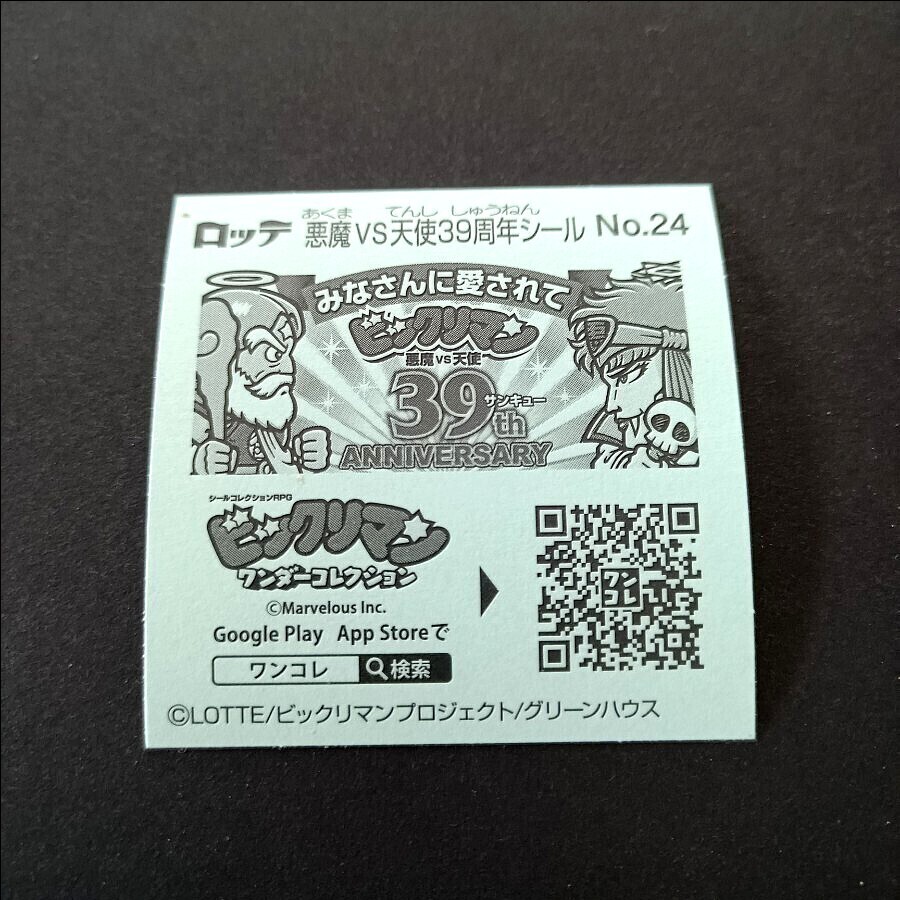 あくま てんし しゅうねん
ロッテ 悪魔VS天使39周年シール No.24
みなさんに愛されて
ビックリマン
悪魔VS天使
39th
サンキュー
ANNIVERSARY
シールコレクションRPG
ビックリマン
ワンダーコレクション
©Marvelous Inc.
Google Play App Storeで
ワンコレ 検索
ワン
コレ
©LOTTE/ビックリマンプロジェクト/グリーンハウス